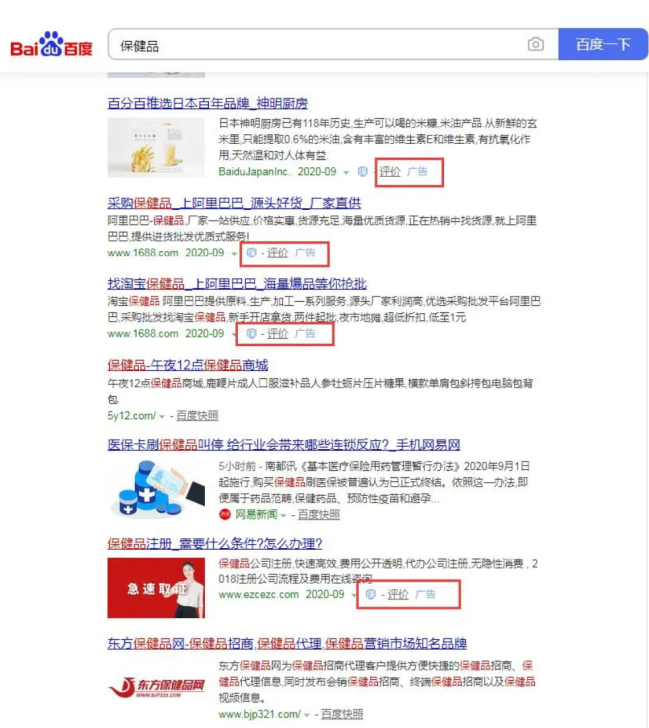 Bai du 百度
保健品
百度一下
百分百推选日本百年品牌_神明厨房
日本神明厨房已有118年历史,生产可以喝的米糠,米油产品.从新鲜的玄
米里,只能提取0.6%的米油,含有丰富的维生素E和维生素,有抗氧化作
用,天然温和对人体有益.
BaiduJapanInc. 2020-09 - 评价 广告
采购保健品_上阿里巴巴_源头好货_厂家直供
阿里巴巴-保健品,厂家一站供应,价格实惠,货源充足,海量优质货源,正在热销中找货源,就上阿里
巴巴,提供进货批发优质式服务!
www.1688.com 2020-09 - 评价 广告
找淘宝保健品_上阿里巴巴_海量爆品等你抢批
淘宝保健品 阿里巴巴提供原料,生产,加工一系列服务,源头厂家利润高,优选采购批发平台阿里巴
巴,采购批发找淘宝保健品,新手开店拿货,两件起批,夜市地摊,超低折扣,低至1元
www.1688.com 2020-09 - 评价 广告
保健品-午夜12点保健品商城
午夜12点保健品商城,鹿鞭片成人口服滋补品人参牡蛎片压片糖果,横款单肩包斜挎包电脑包背
包
5y12.com/ - 百度快照
医保卡刷保健品叫停 给行业会带来哪些连锁反应?_手机网易网
5小时前 - 南都讯《基本医疗保险用药管理暂行办法》2020年9月1日
起施行,购买保健品刷医保被普遍认为已正式终结。依照这一办法,即
便属于药品范畴,保健药品、预防性疫苗和避孕...
网易新闻 - 百度快照
保健品注册_需要什么条件?怎么办理?
急速取证
保健品公司注册,快速高效,费用公开透明,代办公司注册,无隐性消费,2
018注册公司流程及费用在线咨询
www.ezcezc.com 2020-09 - 评价 广告
东方保健品网-保健品招商,保健品代理,保健品营销市场知名品牌
东方保健品网
WWW.BJP321.COM
东方保健品网为保健品招商代理客户提供方便快捷的保健品招商、保
健品代理信息,同时发布会销保健品招商、终端保健品招商以及保健品
视频信息。
www.bjp321.com/ - 百度快照